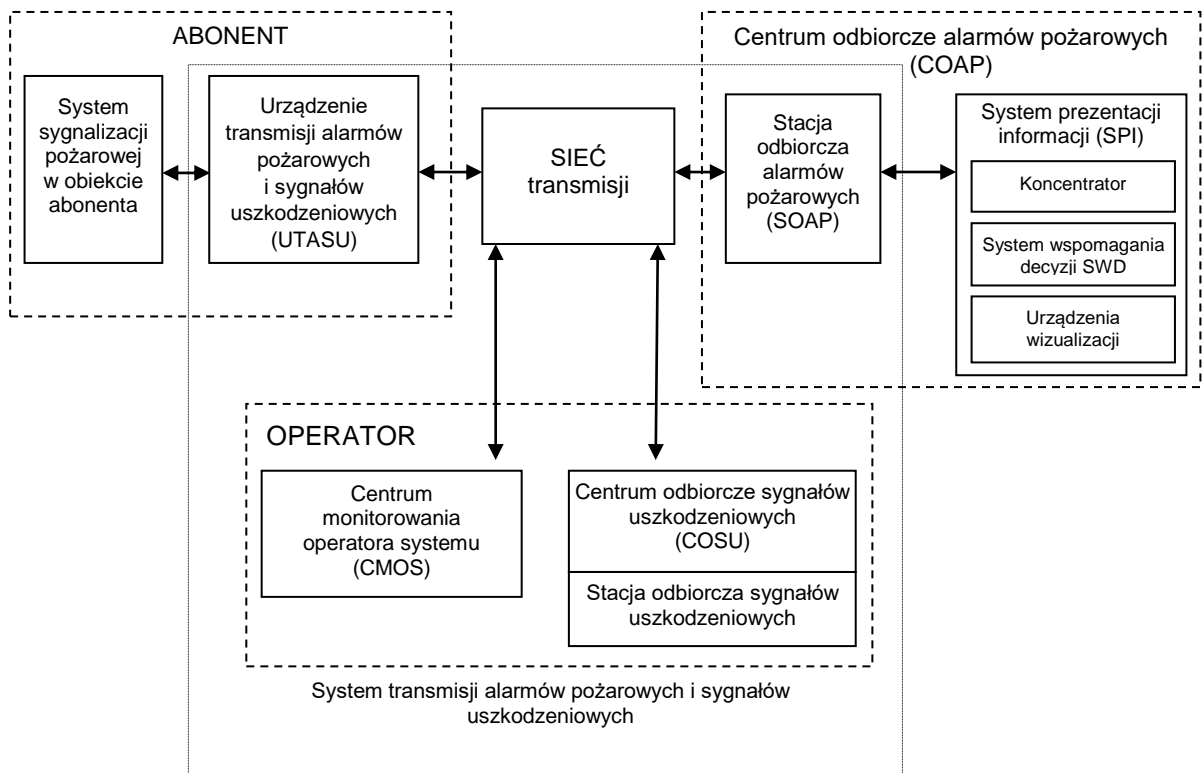 ABONENT
System
sygnalizacji
pożarowej
w obiekcie
abonenta
Urządzenie
transmisji alarmów
pożarowych
i sygnałów
uszkodzeniowych
(UTASU)
SIEĆ
transmisji
Centrum odbiorcze alarmów pożarowych
(COAP)
Stacja
odbiorcza
alarmów
pożarowych
(SOAP)
System prezentacji
informacji (SPI)
Koncentrator
System wspomagania
decyzji SWD
Urządzenia
wizualizacji
OPERATOR
Centrum
monitorowania
operatora systemu
(CMOS)
Centrum odbiorcze sygnałów
uszkodzeniowych
(COSU)
Stacja odbiorcza sygnałów
uszkodzeniowych
System transmisji alarmów pożarowych i sygnałów
uszkodzeniowych